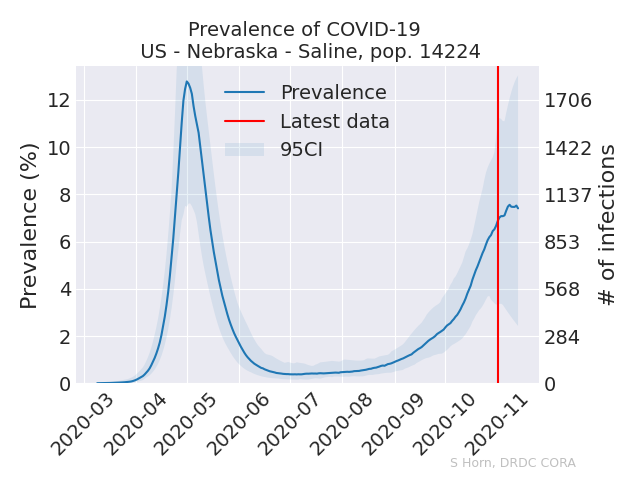 Prevalence of COVID-19
US - Nebraska - Saline, pop. 14224
Prevalence
Latest data
95CI
Prevalence (%)
12
10
8
6
4
2
0
1706
1422
1137
853
568
284
0
# of infections
2020-03
2020-04
2020-05
2020-06
2020-07
2020-08
2020-09
2020-10
2020-11
S Horn, DRDC CORA